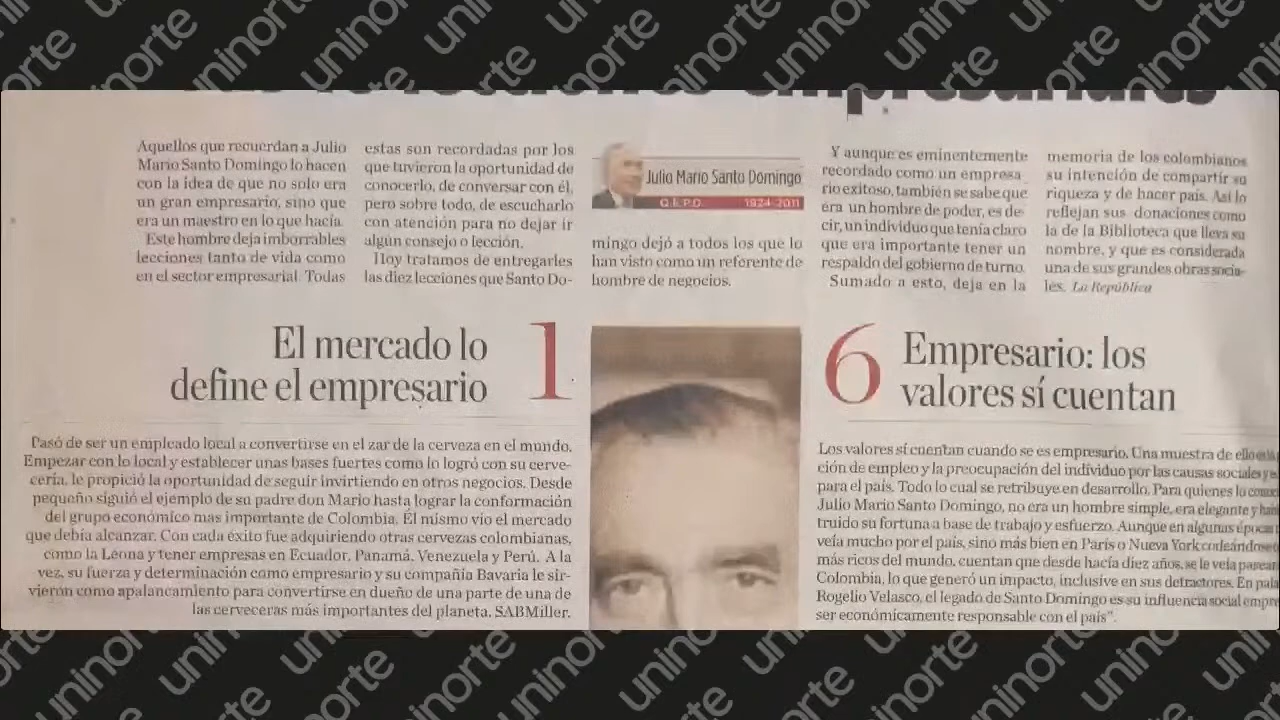 empresariales
Aquellos que recuerdan a Julio
Mario Santo Domingo lo hacen
con la idea de que no solo era
un gran empresario, sino que
era un maestro en lo que hacía.
Este hombre deja imborrables
lecciones tanto de vida como
en el sector empresarial. Todas
estas son recordadas por los
que tuvieron la oportunidad de
conocerlo, de conversar con él,
pero sobre todo, de escucharlo
con atención para no dejar ir
algún consejo o lección.
Hoy tratamos de entregarles
las diez lecciones que Santo Do-
Julio Mario Santo Domingo
Q.E.P.D. 1924-2011
mingo dejó a todos los que lo
han visto como un referente de
hombre de negocios.
Y aunque es eminentemente
recordado como un empresa
rio exitoso, también se sabe que
era un hombre de poder, es de-
cir, un individuo que tenía claro
que era importante tener un
respaldo del gobierno de turno.
Sumado a esto, deja en la
memoria de los colombianos
su intención de compartir su
riqueza y de hacer país. Así lo
reflejan sus donaciones como
la de la Biblioteca que lleva su
nombre, y que es considerada
una de sus grandes obras socia-
les. La República
El mercado lo
define el empresario
1
Pasó de ser un empleado local a convertirse en el zar de la cerveza en el mundo.
Empezar con lo local y establecer unas bases fuertes como lo logró con su cerve-
cería, le propició la oportunidad de seguir invirtiendo en otros negocios. Desde
pequeño siguió el ejemplo de su padre don Mario hasta lograr la conformación
del grupo económico mas importante de Colombia. Él mismo vío el mercado
que debía alcanzar. Con cada éxito fue adquiriendo otras cervezas colombianas,
como la Leona y tener empresas en Ecuador, Panamá, Venezuela y Perú. A la
vez, su fuerza y determinación como empresario y su compañía Bavaria le sir-
vieron como apalancamiento para convertirse en dueño de una parte de una de
las cerveceras más importantes del planeta, SABMiller.
6
Empresario: los
valores sí cuentan
Los valores sí cuentan cuando se es empresario. Una muestra de ello es la
ción de empleo y la preocupación del individuo por las causas sociales y
para el país. Todo lo cual se retribuye en desarrollo. Para quienes lo
Julio Mario Santo Domingo, no era un hombre simple, era elegante y
truido su fortuna a base de trabajo y esfuerzo. Aunque en algunas épocas
veía mucho por el país, sino más bien en París o Nueva York codeándose
más ricos del mundo, cuentan que desde hacía diez años, se le veía
Colombia, lo que generó un impacto, inclusive en sus detractores. En
Rogelio Velasco, el legado de Santo Domingo es su influencia social
ser económicamente responsable con el país".
uninorte